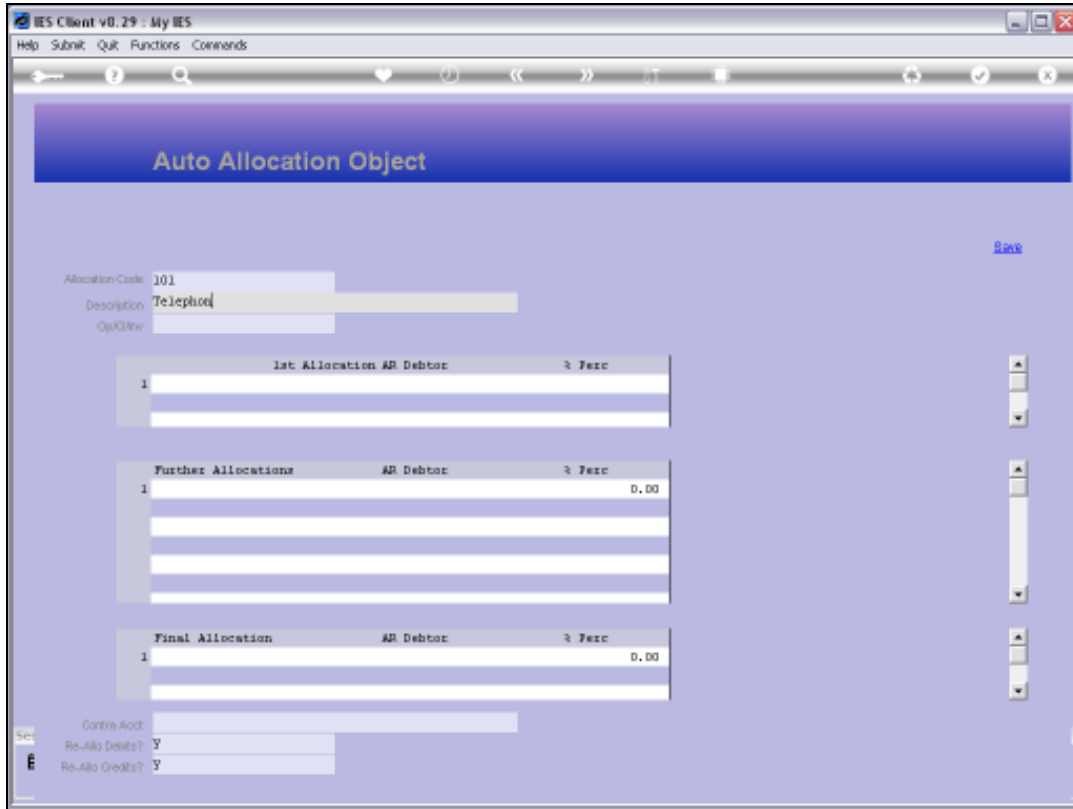 IES Client v8.29 : My IES
Help Submit Quit Functions Commands
Auto Allocation Object
Save
Allocation Code 101
Description Telephon
Op/Cl/Inv
1st Allocation AR Debtor % Perc
1
Further Allocations AR Debtor % Perc
1 0.00
Final Allocation AR Debtor % Perc
1 0.00
Contra Acct
Re-Allo Debits? Y
Re-Allo Credits? Y